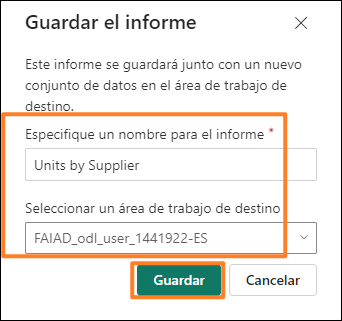 Guardar el informe
Este informe se guardará junto con un nuevo
conjunto de datos en el área de trabajo de
destino.
Especifique un nombre para el informe *
Units by Supplier
Seleccionar un área de trabajo de destino
FAIAD_odl_user_1441922-ES
Guardar Cancelar